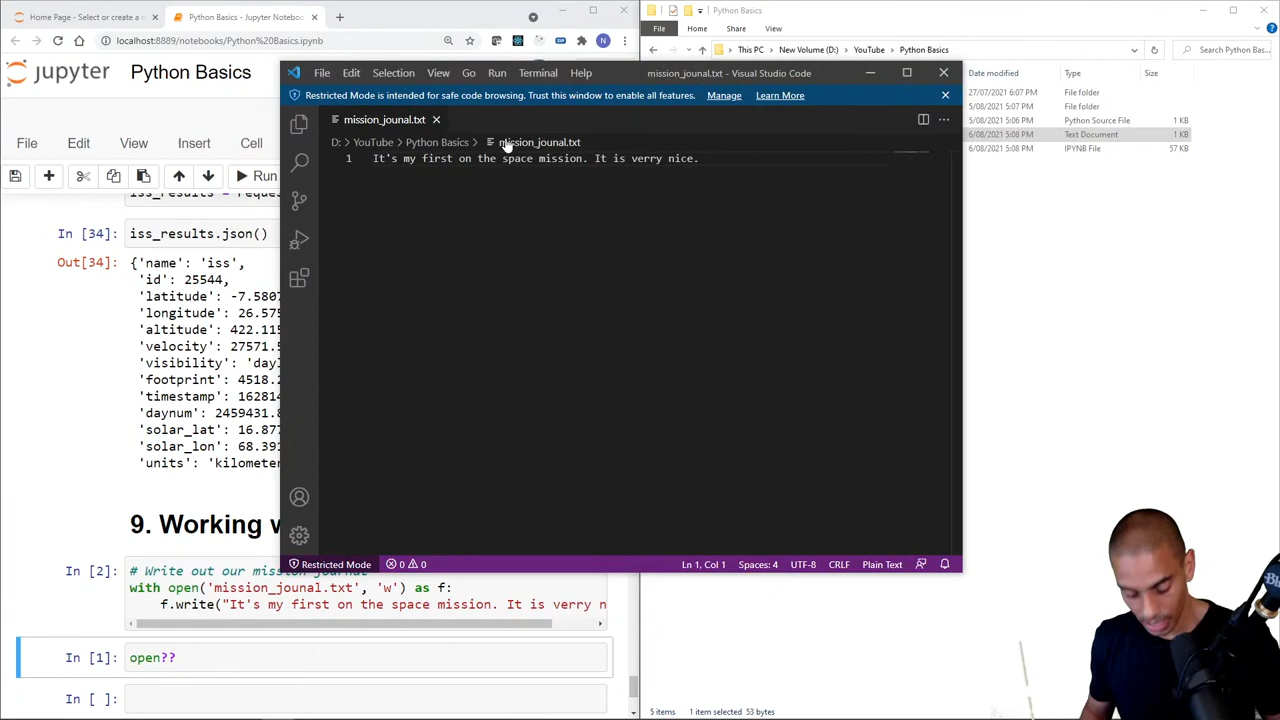 Home Page - Select or create a n
Python Basics - Jupyter Notebook
localhost:8889/notebooks/Python%20Basics.ipynb
N
jupyter
Python Basics
File
Edit
View
Insert
Cell
Run
In [34]:
iss_results.json()
Out[34]:
{'name': 'iss',
'id': 25544,
'latitude': -7.5807
'longitude': 26.575
'altitude': 422.115
'velocity': 27571.5
'visibility': 'dayl
'footprint': 4518.2
'timestamp': 162814
'daynum': 2459431.8
'solar_lat': 16.877
'solar_lon': 68.391
'units': 'kilometer
9. Working w
In [2]:
# Write out our mission journal
with open('mission_jounal.txt', 'w') as f:
f.write("It's my first on the space mission. It is verry n
In [1]:
open??
In [ ]:
File
Edit
Selection
View
Go
Run
Terminal
Help
mission_jounal.txt - Visual Studio Code
Restricted Mode is intended for safe code browsing. Trust this window to enable all features.
Manage
Learn More
mission_jounal.txt
D: > YouTube > Python Basics > mission_jounal.txt
1 It's my first on the space mission. It is verry nice.
Restricted Mode
0
0
Ln 1, Col 1
Spaces: 4
UTF-8
CRLF
Plain Text
Python Basics
File
Home
Share
View
This PC > New Volume (D:) > YouTube > Python Basics
Search Python Bas...
Date modified
Type
Size
27/07/2021 6:07 PM
File folder
5/08/2021 5:07 PM
File folder
5/08/2021 5:06 PM
Python Source File
1 KB
6/08/2021 5:08 PM
Text Document
1 KB
6/08/2021 5:08 PM
IPYNB File
57 KB
5 items
1 item selected 53 bytes